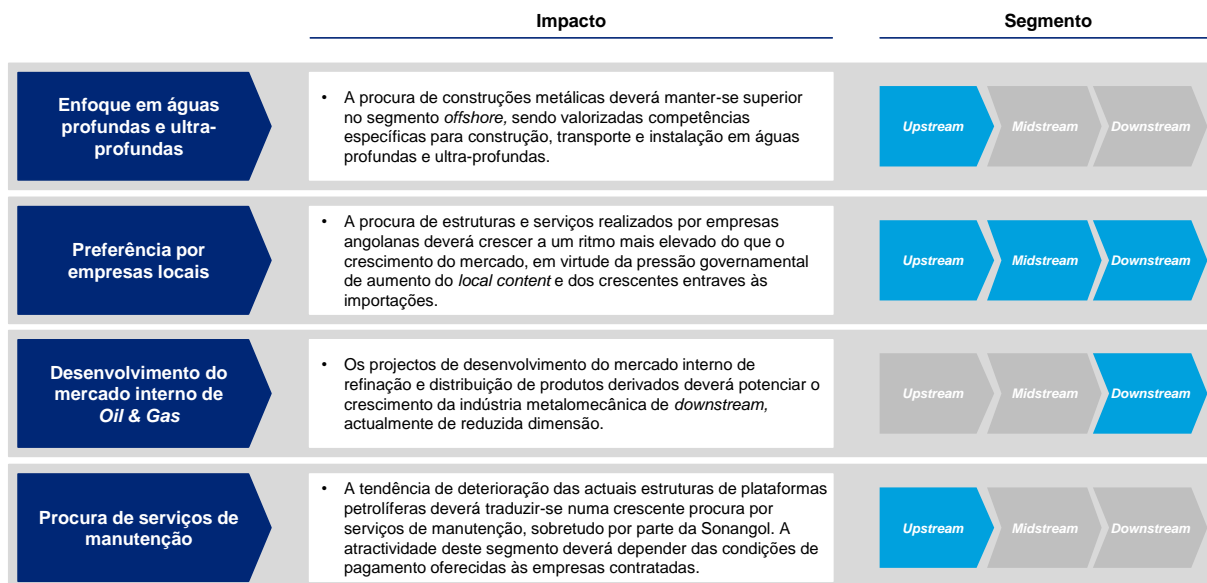 Impacto
Segmento
Enfoque em águas
profundas e ultra-
profundas
• A procura de construções metálicas deverá manter-se superior
no segmento offshore, sendo valorizadas competências
específicas para construção, transporte e instalação em águas
profundas e ultra-profundas.
Upstream
Midstream
Downstream
Preferência por
empresas locais
• A procura de estruturas e serviços realizados por empresas
angolanas deverá crescer a um ritmo mais elevado do que o
crescimento do mercado, em virtude da pressão governamental
de aumento do local content e dos crescentes entraves às
importações.
Upstream
Midstream
Downstream
Desenvolvimento do
mercado interno de
Oil & Gas
• Os projectos de desenvolvimento do mercado interno de
refinação e distribuição de produtos derivados deverá potenciar o
crescimento da indústria metalomecânica de downstream,
actualmente de reduzida dimensão.
Upstream
Midstream
Downstream
Procura de serviços de
manutenção
• A tendência de deterioração das actuais estruturas de plataformas
petrolíferas deverá traduzir-se numa crescente procura por
serviços de manutenção, sobretudo por parte da Sonangol. A
atractividade deste segmento deverá depender das condições de
pagamento oferecidas às empresas contratadas.
Upstream
Midstream
Downstream